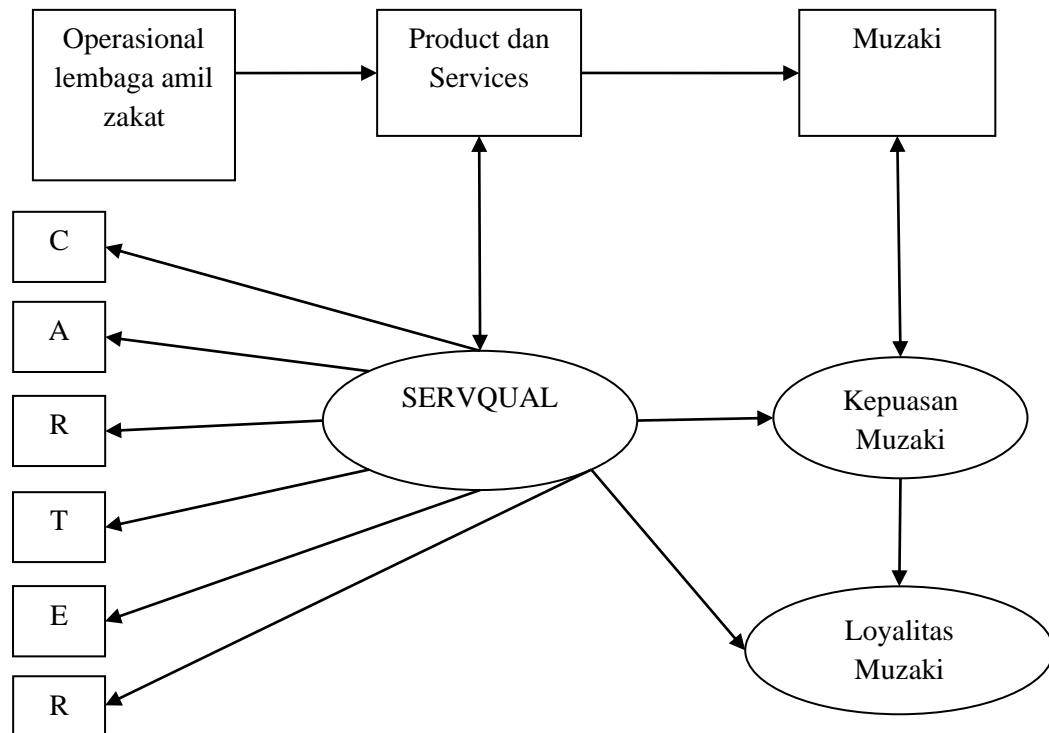 Operasional
lembaga amil
zakat
Product dan
Services
Muzaki
C
A
R
T
E
R
SERVQUAL
Kepuasan
Muzaki
Loyalitas
Muzaki